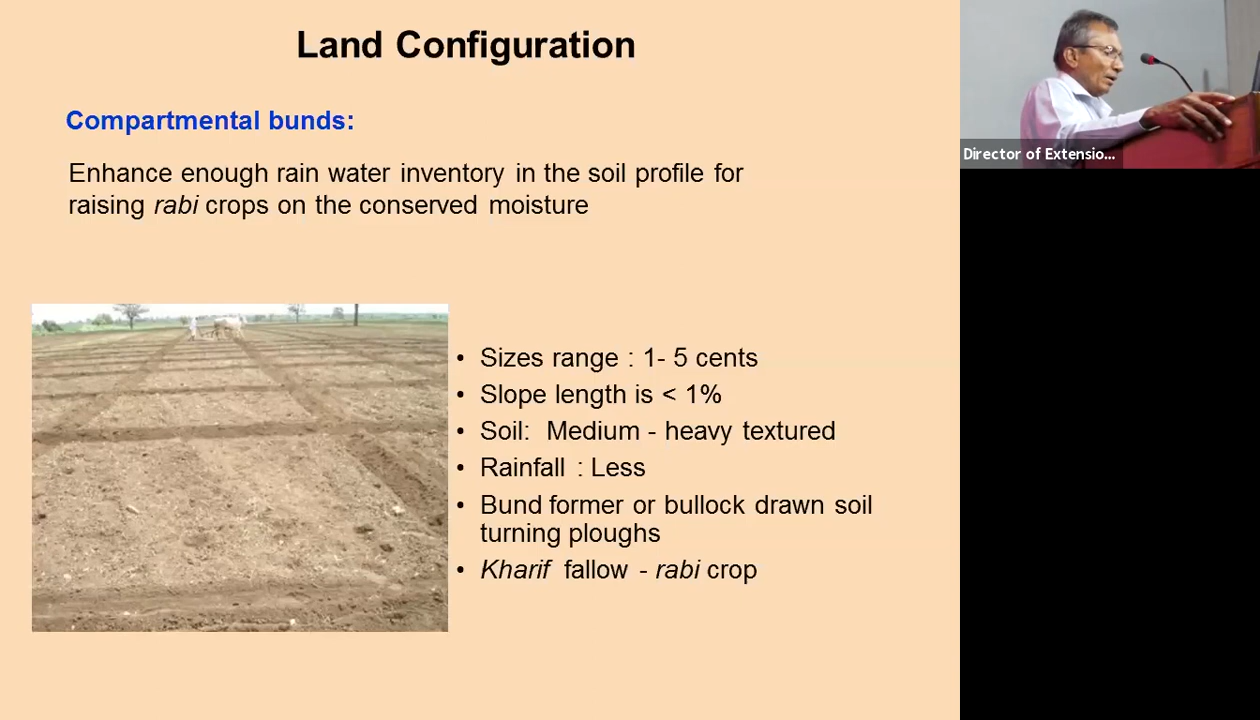 Land Configuration
Compartmental bunds:
Enhance enough rain water inventory in the soil profile for
raising rabi crops on the conserved moisture
• Sizes range : 1- 5 cents
• Slope length is < 1%
• Soil: Medium - heavy textured
• Rainfall : Less
• Bund former or bullock drawn soil
turning ploughs
• Kharif fallow - rabi crop
Director of Extensio...